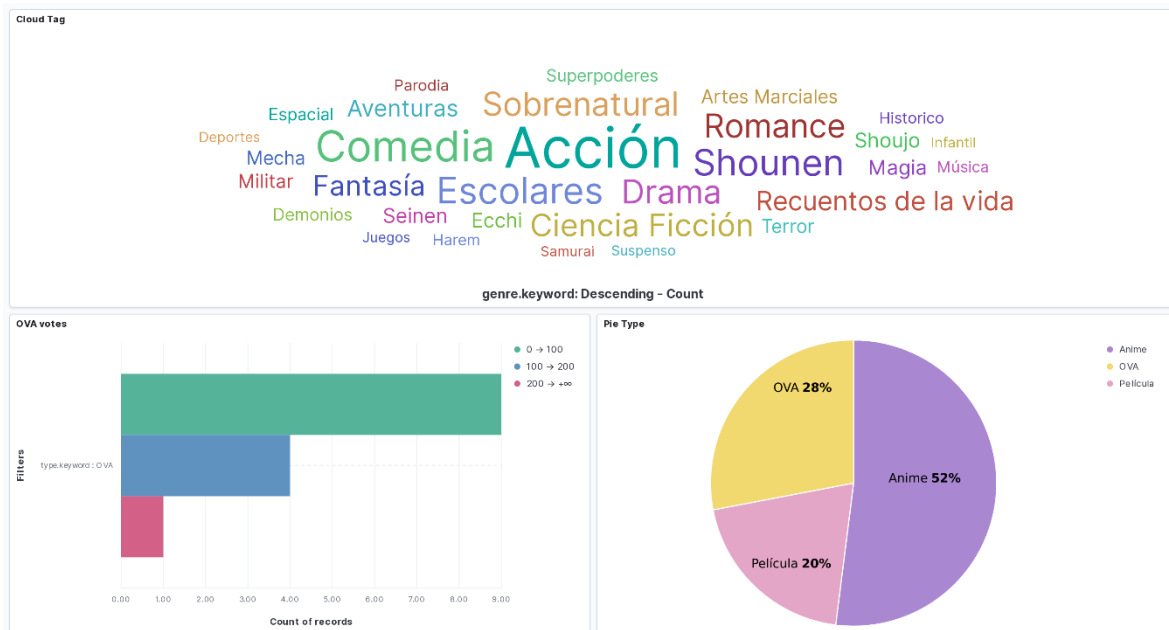 Cloud Tag
Superpoderes
Parodia
Sobrenatural
Artes Marciales
Espacial
Aventuras
Romance
Historico
Deportes
Comedia
Acción
Shoujo
Infantil
Mecha
Shounen
Magia
Música
Militar
Fantasía
Escolares
Drama
Recuentos de la vida
Demonios
Seinen
Ecchi
Ciencia Ficción
Terror
Juegos
Harem
Samurai
Suspenso
genre.keyword: Descending - Count
OVA votes
0 → 100
100 → 200
200 → +∞
Filters
type.keyword : OVA
0.00 1.00 2.00 3.00 4.00 5.00 6.00 7.00 8.00 9.00
Count of records
Pie Type
Anime
OVA
Película
OVA 28%
Anime 52%
Película 20%